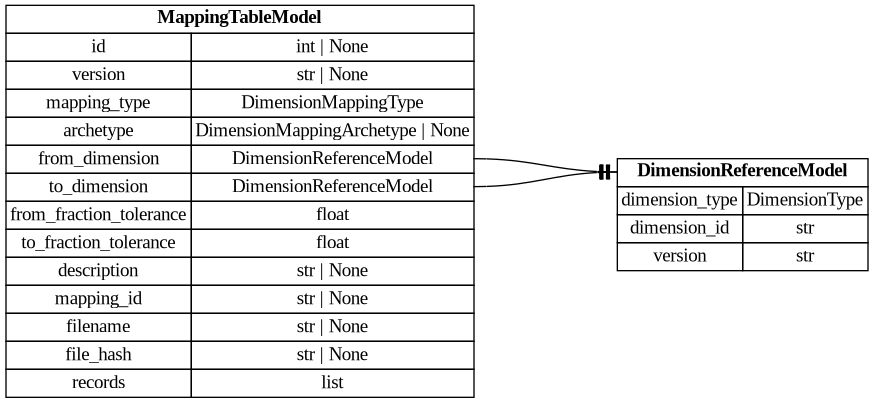 MappingTableModel
id int | None
version str | None
mapping_type DimensionMappingType
archetype DimensionMappingArchetype | None
from_dimension DimensionReferenceModel
to_dimension DimensionReferenceModel
from_fraction_tolerance float
to_fraction_tolerance float
description str | None
mapping_id str | None
filename str | None
file_hash str | None
records list
DimensionReferenceModel
dimension_type DimensionType
dimension_id str
version str